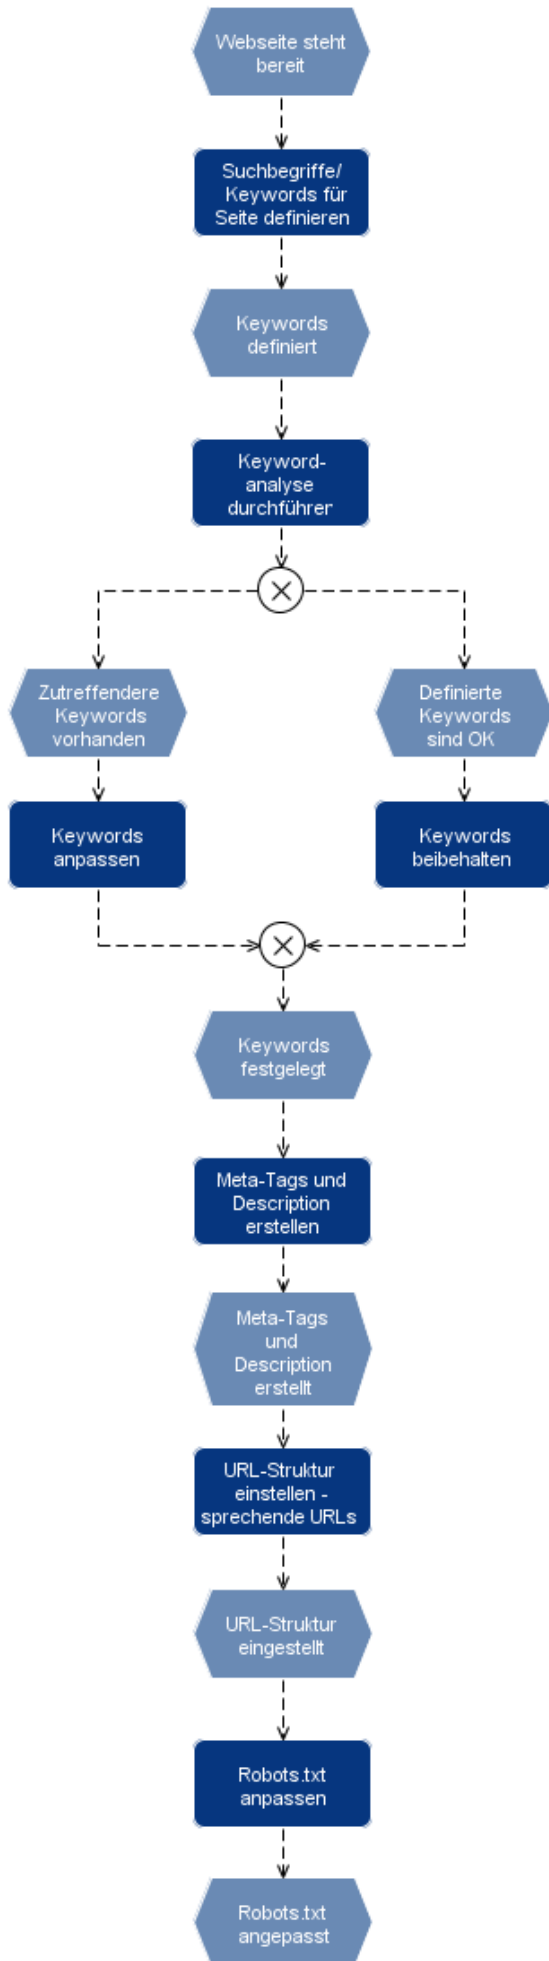 Webseite steht
bereit
Suchbegriffe/
Keywords für
Seite definieren
Keywords
definiert
Keyword-
analyse
durchführen
Zutreffendere
Keywords
vorhanden
Definierte
Keywords
sind OK
Keywords
anpassen
Keywords
beibehalten
Keywords
festgelegt
Meta-Tags und
Description
erstellen
Meta-Tags
und
Description
erstellt
URL-Struktur
einstellen -
sprechende URLs
URL-Struktur
eingestellt
Robots.txt
anpassen
Robots.txt
angepasst